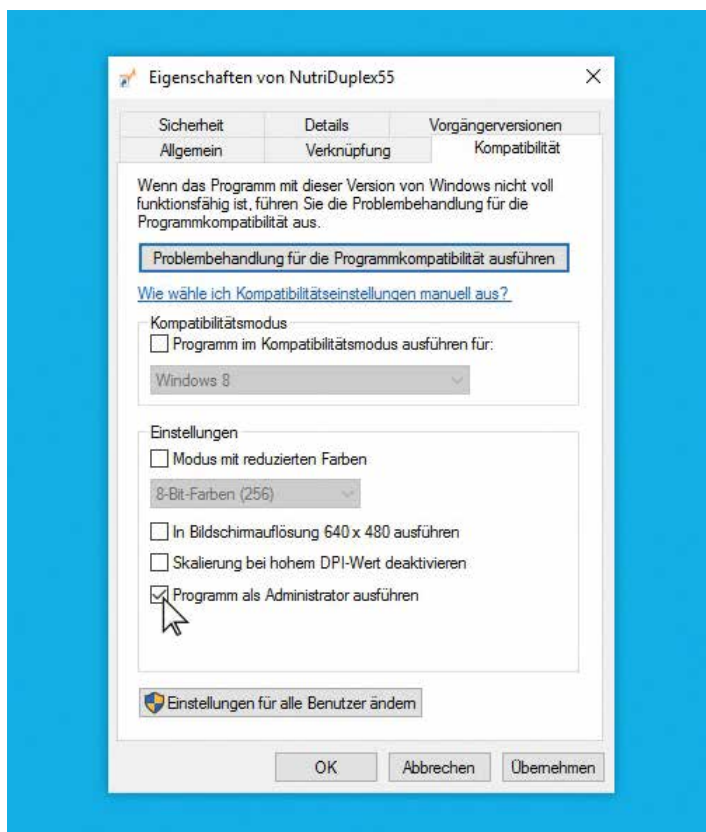 Eigenschaften von NutriDuplex55
Sicherheit Details Vorgängerversionen
Allgemein Verknüpfung Kompatibilität
Wenn das Programm mit dieser Version von Windows nicht voll
funktionsfähig ist, führen Sie die Problembehandlung für die
Programmkompatibilität aus.
Problembehandlung für die Programmkompatibilität ausführen
Wie wähle ich Kompatibilitätseinstellungen manuell aus?
Kompatibilitätsmodus
Programm im Kompatibilitätsmodus ausführen für:
Windows 8
Einstellungen
Modus mit reduzierten Farben
8-Bit-Farben (256)
In Bildschirmauflösung 640 x 480 ausführen
Skalierung bei hohem DPI-Wert deaktivieren
Programm als Administrator ausführen
Einstellungen für alle Benutzer ändern
OK Abbrechen Übernehmen